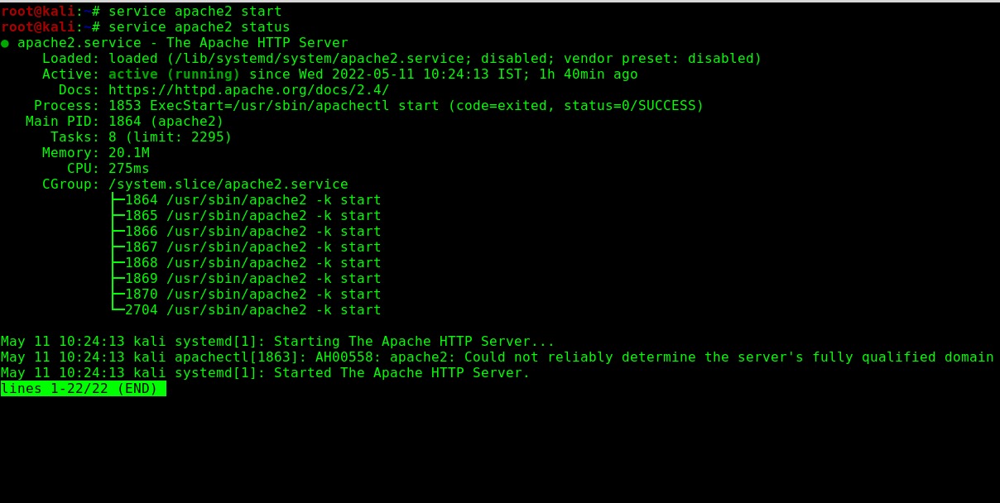 root@kali:~# service apache2 start
root@kali:~# service apache2 status
● apache2.service - The Apache HTTP Server
     Loaded: loaded (/lib/systemd/system/apache2.service; disabled; vendor preset: disabled)
     Active: active (running) since Wed 2022-05-11 10:24:13 IST; 1h 40min ago
       Docs: https://httpd.apache.org/docs/2.4/
    Process: 1853 ExecStart=/usr/sbin/apachectl start (code=exited, status=0/SUCCESS)
   Main PID: 1864 (apache2)
      Tasks: 8 (limit: 2295)
     Memory: 20.1M
        CPU: 275ms
     CGroup: /system.slice/apache2.service
             ├─1864 /usr/sbin/apache2 -k start
             ├─1865 /usr/sbin/apache2 -k start
             ├─1866 /usr/sbin/apache2 -k start
             ├─1867 /usr/sbin/apache2 -k start
             ├─1868 /usr/sbin/apache2 -k start
             ├─1869 /usr/sbin/apache2 -k start
             ├─1870 /usr/sbin/apache2 -k start
             └─2704 /usr/sbin/apache2 -k start

May 11 10:24:13 kali systemd[1]: Starting The Apache HTTP Server...
May 11 10:24:13 kali apachectl[1863]: AH00558: apache2: Could not reliably determine the server's fully qualified domain
May 11 10:24:13 kali systemd[1]: Started The Apache HTTP Server.
lines 1-22/22 (END)